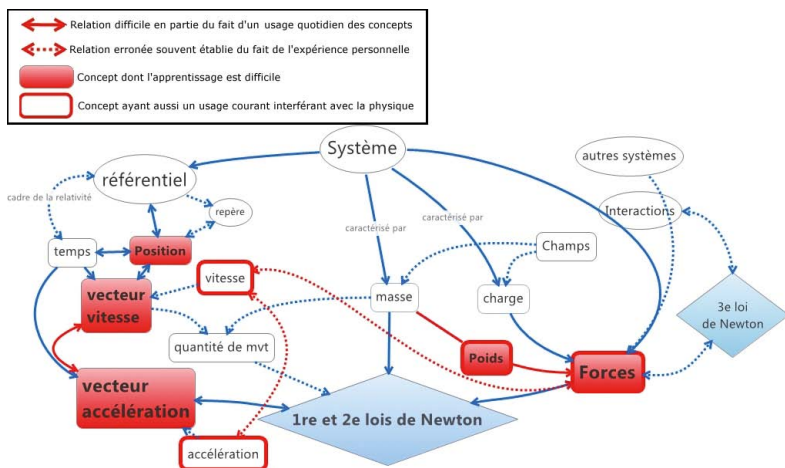 Relation difficile en partie du fait d'un usage quotidien des concepts
Relation erronée souvent établie du fait de l'expérience personnelle
Concept dont l'apprentissage est difficile
Concept ayant aussi un usage courant interférant avec la physique
Système
autres systèmes
référentiel
cadre de la relativité
repère
Interactions
caractérisé par
caractérisé par
temps
Position
Champs
vecteur
vitesse
vitesse
masse
charge
3e loi
de Newton
quantité de mvt
Poids
Forces
vecteur
accélération
1re et 2e lois de Newton
accélération